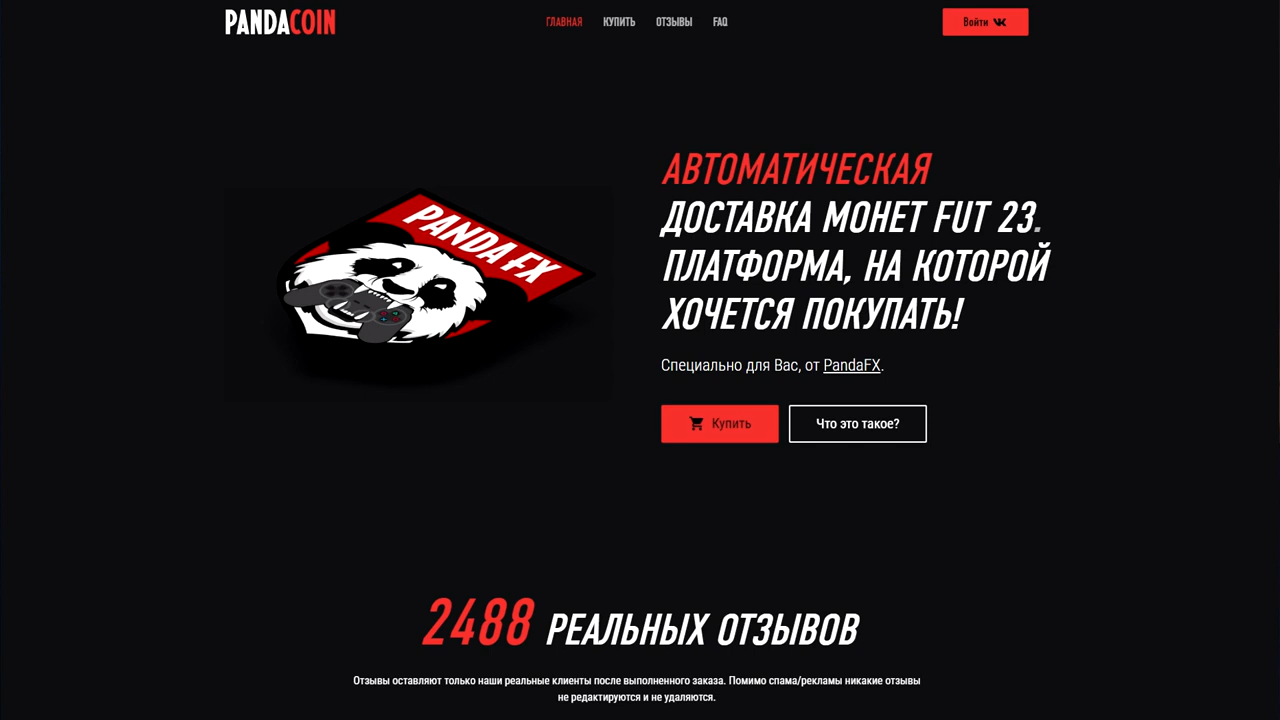 PANDACOIN
ГЛАВНАЯ КУПИТЬ ОТЗЫВЫ FAQ
Войти
PANDA FX
АВТОМАТИЧЕСКАЯ
ДОСТАВКА МОНЕТ FUT 23.
ПЛАТФОРМА, НА КОТОРОЙ
ХОЧЕТСЯ ПОКУПАТЬ!
Специально для Вас, от PandaFX.
Купить
Что это такое?
2488 РЕАЛЬНЫХ ОТЗЫВОВ
Отзывы оставляют только наши реальные клиенты после выполненного заказа. Помимо спама/рекламы никакие отзывы
не редактируются и не удаляются.